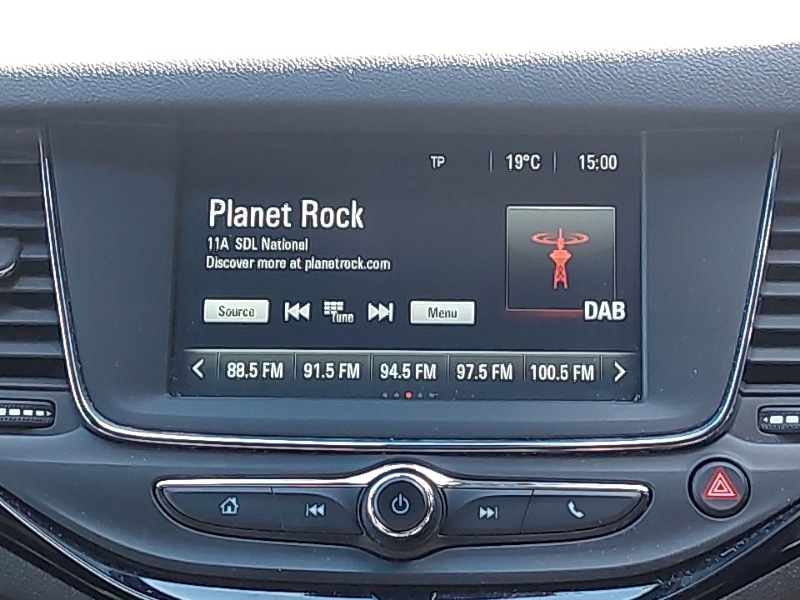 TP 19°C 15:00
Planet Rock
11A SDL National
Discover more at planetrock.com
DAB
Source Tune Menu
88.5 FM 91.5 FM 94.5 FM 97.5 FM 100.5 FM